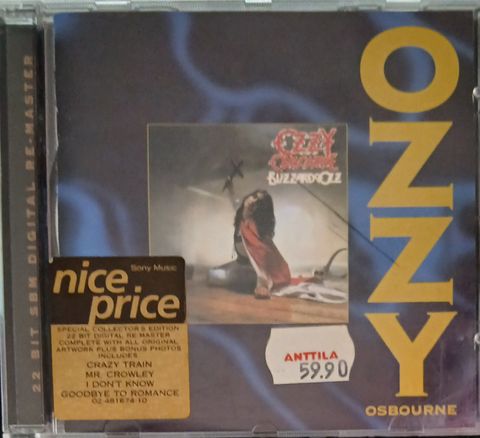 22 BIT SBM DIGITAL RE-MASTER
OZZY
OSBOURNE
OZZY
OSBOURNE
BLIZZARD OF OZZ
Sony Music
nice
price
SPECIAL COLLECTOR'S EDITION
22 BIT DIGITAL RE-MASTER
COMPLETE WITH ALL ORIGINAL
ARTWORK PLUS BONUS PHOTOS
INCLUDES
CRAZY TRAIN
MR. CROWLEY
I DON'T KNOW
GOODBYE TO ROMANCE
02-481674-10
ANTTILA
59.90